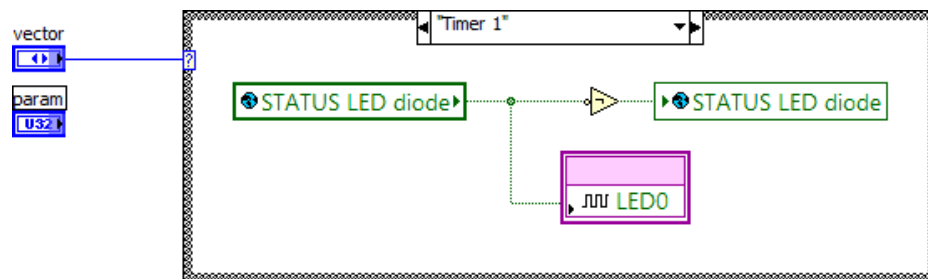 "Timer 1"
vector
?
param
U32
STATUS LED diode
STATUS LED diode
LED0